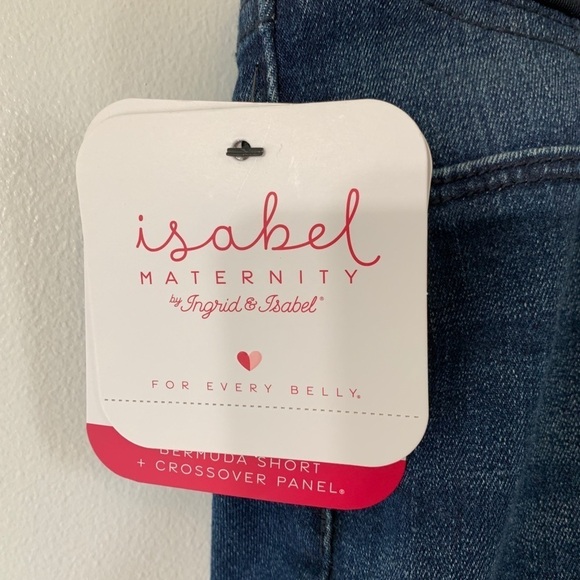 isabel
MATERNITY
by Ingrid & Isabel®
FOR EVERY BELLY®
BERMUDA SHORT
+ CROSSOVER PANEL®